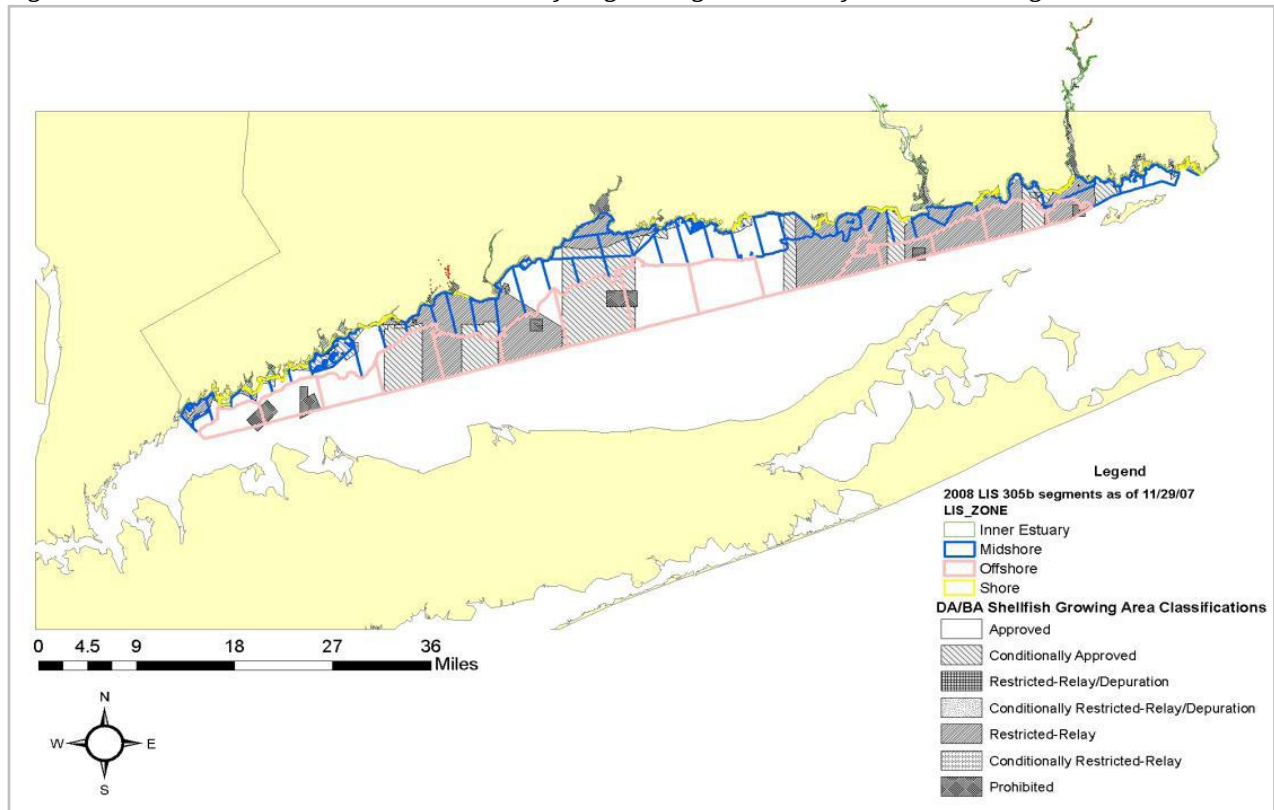 Legend
2008 LIS 305b segments as of 11/29/07
LIS_ZONE
Inner Estuary
Midshore
Offshore
Shore
DA/BA Shellfish Growing Area Classifications
Approved
Conditionally Approved
Restricted-Relay/Depuration
Conditionally Restricted-Relay/Depuration
Restricted-Relay
Conditionally Restricted-Relay
Prohibited
0 4.5 9 18 27 36
Miles
N
W E
S